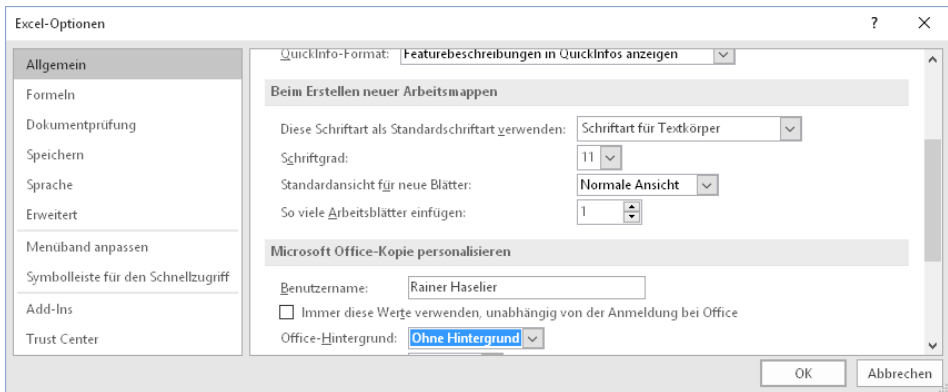 Excel-Optionen ?
Allgemein
Formeln
Dokumentprüfung
Speichern
Sprache
Erweitert
Menüband anpassen
Symbolleiste für den Schnellzugriff
Add-Ins
Trust Center
QuickInfo-Format: Featurebeschreibungen in QuickInfos anzeigen
Beim Erstellen neuer Arbeitsmappen
Diese Schriftart als Standardschriftart verwenden: Schriftart für Textkörper
Schriftgrad: 11
Standardansicht für neue Blätter: Normale Ansicht
So viele Arbeitsblätter einfügen: 1
Microsoft Office-Kopie personalisieren
Benutzername: Rainer Haselier
Immer diese Werte verwenden, unabhängig von der Anmeldung bei Office
Office-Hintergrund: Ohne Hintergrund
OK Abbrechen